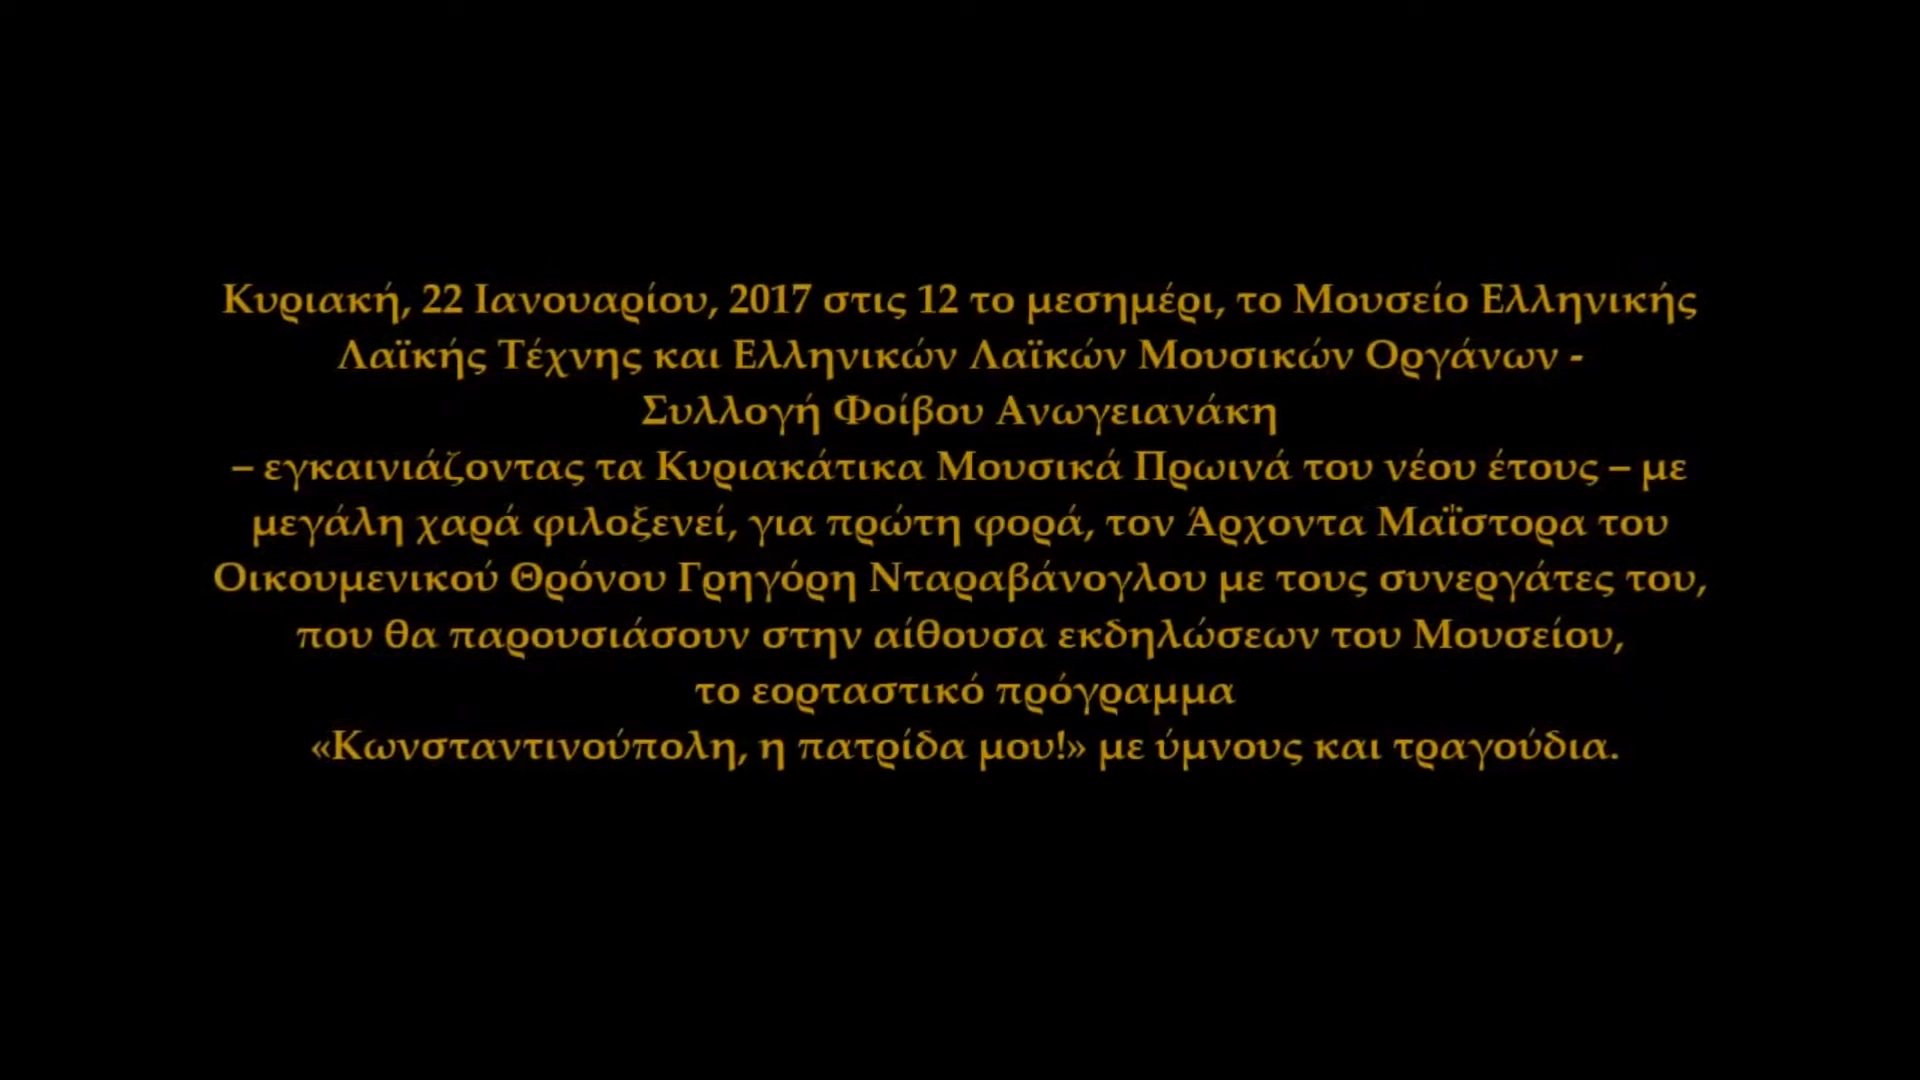 Κυριακή, 22 Ιανουαρίου, 2017 στις 12 το μεσημέρι, το Μουσείο Ελληνικής
Λαϊκής Τέχνης και Ελληνικών Λαϊκών Μουσικών Οργάνων -
Συλλογή Φοίβου Ανωγειανάκη
– εγκαινιάζοντας τα Κυριακάτικα Μουσικά Πρωινά του νέου έτους – με
μεγάλη χαρά φιλοξενεί, για πρώτη φορά, τον Άρχοντα Μαΐστορα του
Οικουμενικού Θρόνου Γρηγόρη Νταραβάνογλου με τους συνεργάτες του,
που θα παρουσιάσουν στην αίθουσα εκδηλώσεων του Μουσείου,
το εορταστικό πρόγραμμα
«Κωνσταντινούπολη, η πατρίδα μου!» με ύμνους και τραγούδια.